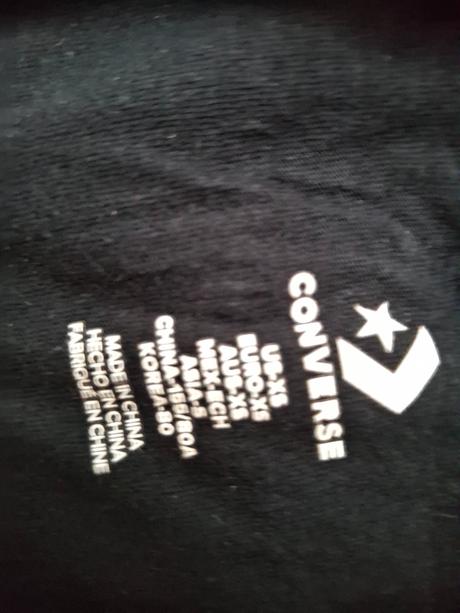 CONVERSE
US-XS
EURO-XS
AUS-XS
MEX-ECH
ASIA-S
CHINA-155/80A
KOREA-80
MADE IN CHINA
HECHO EN CHINA
FABRIQUÉ EN CHINE